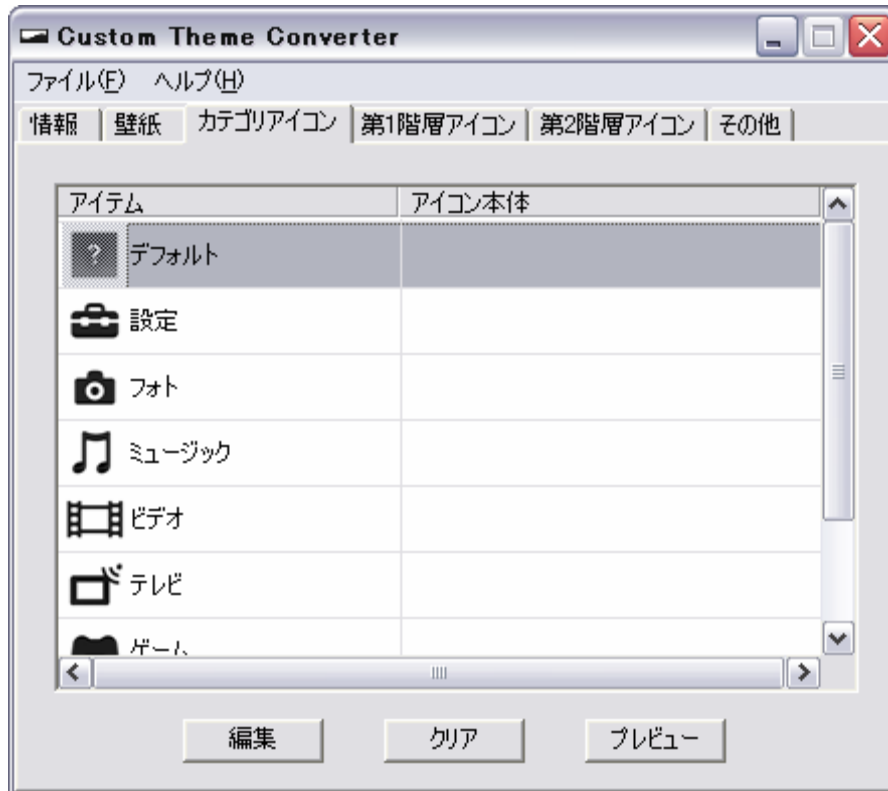 Custom Theme Converter
ファイル(F) ヘルプ(H)
情報 壁紙 カテゴリアイコン 第1階層アイコン 第2階層アイコン その他
アイテム アイコン本体
? デフォルト
設定
フォト
ミュージック
ビデオ
テレビ
ゲーム
編集 クリア プレビュー